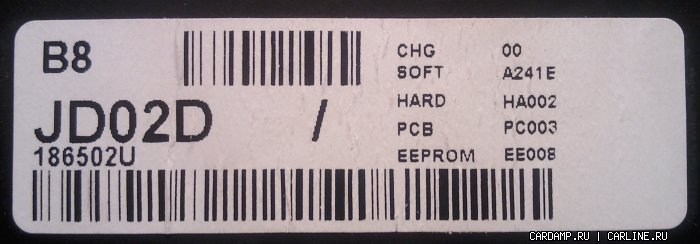 B8
JD02D /
186502U
CHG 00
SOFT A241E
HARD HA002
PCB PC003
EEPROM EE008
CARDAMP.RU | CARLINE.RU